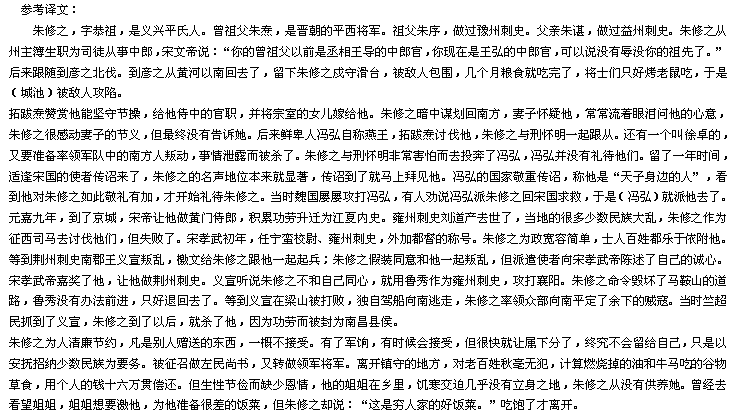 参考译文：
朱修之，字恭祖，是义兴平氏人。曾祖父朱焘，是晋朝的平西将军。祖父朱序，做过豫州刺史。父亲朱谌，做过益州刺史。朱修之从
州主簿生职为司徒从事中郎，宋文帝说：“你的曾祖父以前是丞相王导的中郎官，你现在是王弘的中郎官，可以说没有辱没你的祖先了。”
后来跟随到彦之北伐。到彦之从黄河以南回去了，留下朱修之戍守滑台，被敌人包围，几个月粮食就吃完了，将士们只好烤老鼠吃，于是
（城池）被敌人攻陷。
拓跋焘赞赏他能坚守节操，给他侍中的官职，并将宗室的女儿嫁给他。朱修之暗中谋划回南方，妻子怀疑他，常常流着眼泪问他的心意，
朱修之很感动妻子的节义，但最终没有告诉她。后来鲜卑人冯弘自称燕王，拓跋焘讨伐他，朱修之与刑怀明一起跟从。还有一个叫徐卓的，
又要准备率领军队中的南方人叛动，事情泄露而被杀了。朱修之与刑怀明非常害怕而去投奔了冯弘，冯弘并没有礼待他们。留了一年时间，
适逢宋国的使者传诏来了，朱修之的名声地位本来就显著，传诏的到了就马上拜见他。冯弘的国家敬重传诏，称他是“天子身边的人”，看
到他对朱修之如此敬礼有加，才开始礼待朱修之。当时魏国屡屡攻打冯弘，有人劝说冯弘派朱修之回宋国求救，于是（冯弘）就派他去了。
元嘉九年，到了京城，宋帝让他做黄门侍郎，积累功劳升迁为江夏内史。雍州刺史刘道产去世了，当地的很多少数民族大乱，朱修之作为
征西司马去讨伐他们，但失败了。宋孝武初年，任宁蛮校尉、雍州刺史，外加都督的称号。朱修之为政宽容简单，士人百姓都乐于依附他。
等到荆州刺史南郡王义宣叛乱，檄文给朱修之跟他一起起兵；朱修之假装同意和他一起叛乱，但派遣使者向宋孝武帝陈述了自己的诚心。
宋孝武帝嘉奖了他，让他做荆州刺史。义宣听说朱修之不和自己同心，就用鲁秀作为雍州刺史，攻打襄阳。朱修之命令毁坏了马鞍山的道
路，鲁秀没有办法前进，只好退回去了。等到义宣在梁山被打败，独自驾船向南逃走，朱修之率领众部向南平定了余下的贼寇。当时竺超
民抓到了义宣，朱修之到了以后，就杀了他，因为功劳而被封为南昌县侯。
朱修之为人清廉节约，凡是别人赠送的东西，一概不接受。有了军饷，有时候会接受，但很快就让属下分了，终究不会留给自己，只是以
安抚招纳少数民族为要务。被征召做左民尚书，又转做领军将军。离开镇守的地方，对老百姓秋毫无犯，计算燃烧掉的油和牛马吃的谷物
草食，用个人的钱十六万贯偿还。但生性节俭而缺少恩情，他的姐姐在乡里，饥寒交迫几乎没有立身之地，朱修之从没有供养她。曾经去
看望姐姐，姐姐想要激他，为他准备很差的饭菜，但朱修之却说：“这是穷人家的好饭菜。”吃饱了才离开。